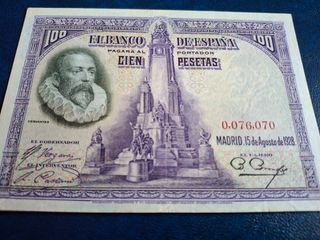 100 EL BANCO DE ESPAÑA 100
PAGARÁ AL PORTADOR
CIEN PESETAS
CERVANTES
0,076,070
MADRID, 15 de Agosto de 1928
EL GOBERNADOR
EL CAJERO
EL INTERVENTOR